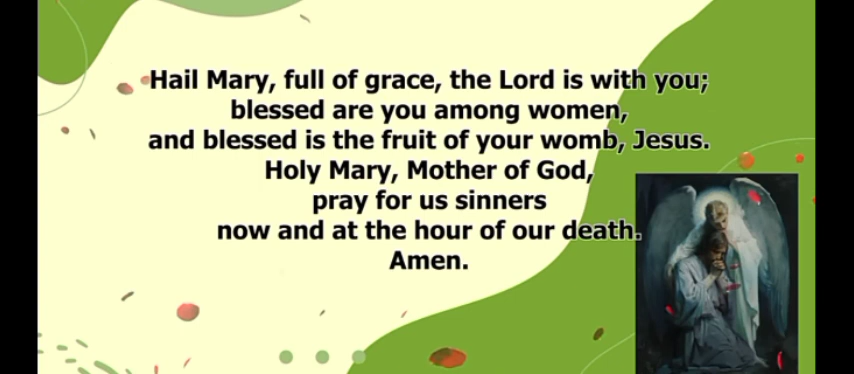 Hail Mary, full of grace, the Lord is with you;
blessed are you among women,
and blessed is the fruit of your womb, Jesus.
Holy Mary, Mother of God,
pray for us sinners
now and at the hour of our death.
Amen.